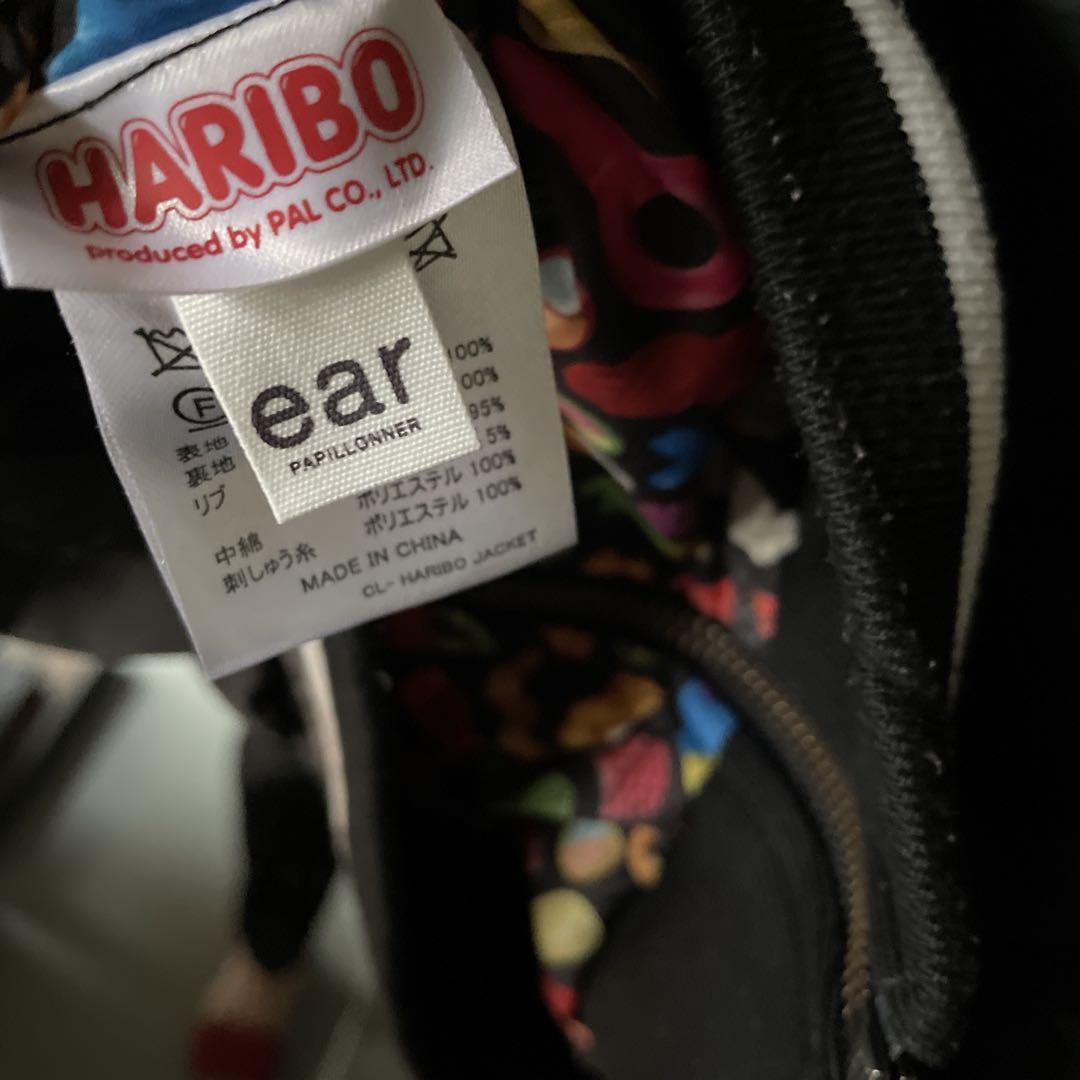 HARIBO
produced by PAL CO., LTD.
ear
PAPILLONNER
F
表地 100%
裏地 00%
リブ 95%
5%
中綿 ポリエステル 100%
刺しゅう糸 ポリエステル 100%
MADE IN CHINA
CL- HARIBO JACKET